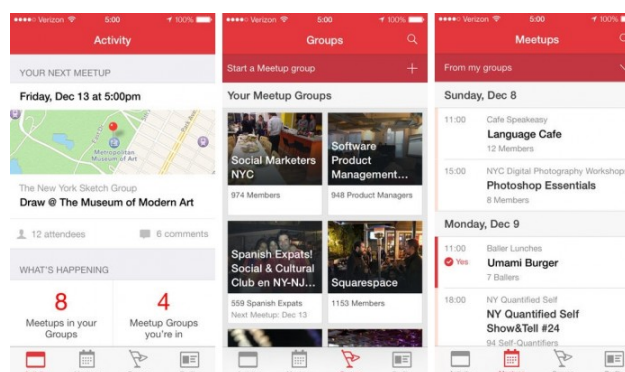 Verizon 5:00 100%
Activity
YOUR NEXT MEETUP
Friday, Dec 13 at 5:00pm
Metropolitan
Museum of Art
The New York Sketch Group
Draw @ The Museum of Modern Art
12 attendees 6 comments
WHAT'S HAPPENING
8 4
Meetups in your Meetup Groups
Groups you're in
Verizon 5:00 100%
Groups
Start a Meetup group
Your Meetup Groups
Social Marketers
NYC
974 Members
Software
Product
Management...
948 Product Managers
Spanish Expats!
Social & Cultural
Club en NY-NJ...
559 Spanish Expats
Next Meetup: Dec 13
Squarespace
1153 Members
Verizon 5:00 100%
Meetups
From my groups
Sunday, Dec 8
11:00 Cafe Speakeasy
Language Cafe
12 Members
15:00 NYC Digital Photography Workshops
Photoshop Essentials
8 Members
Monday, Dec 9
11:00 Baller Lunches
Yes Umami Burger
7 Ballers
18:00 NY Quantified Self
NY Quantified Self
Show&Tell #24
94 Self-Quantifiers